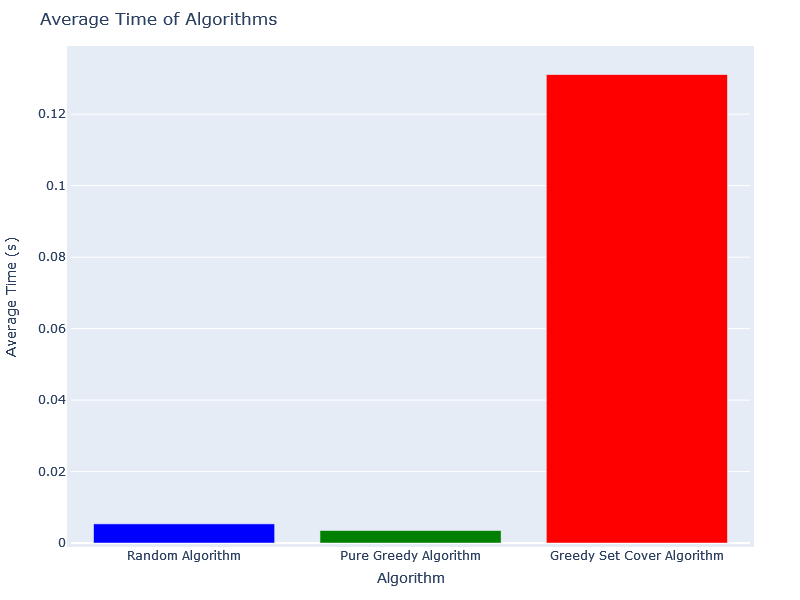 Average Time of Algorithms
Average Time (s)
0.12
0.1
0.08
0.06
0.04
0.02
0
Random Algorithm
Pure Greedy Algorithm
Greedy Set Cover Algorithm
Algorithm